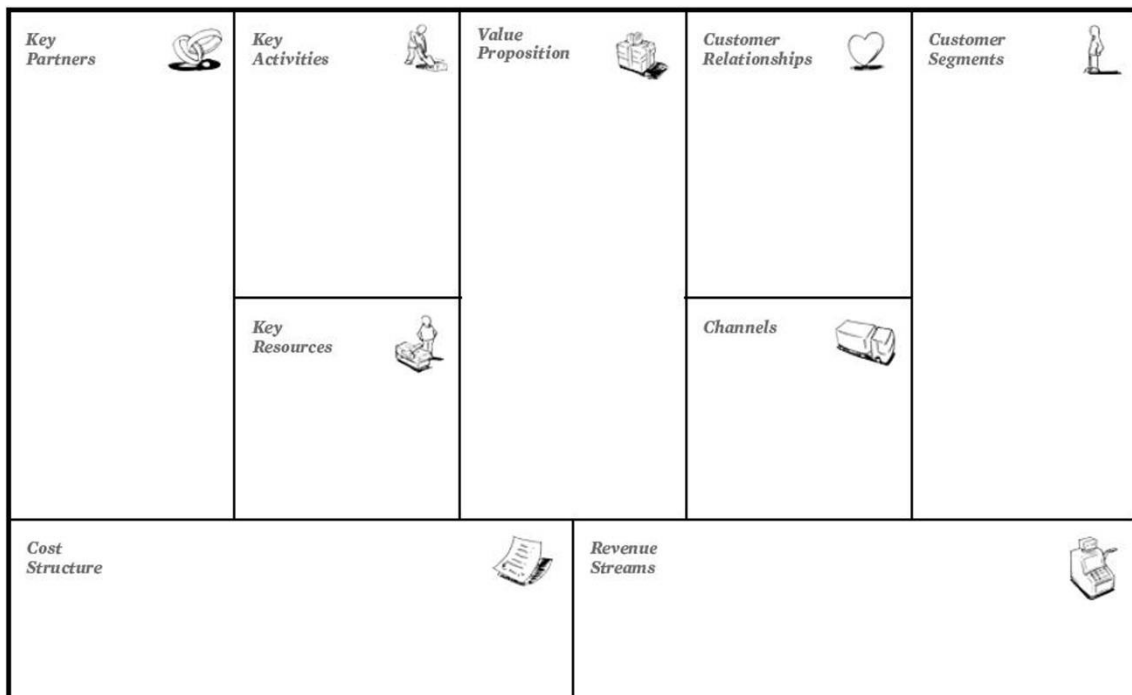 Key
Partners
Key
Activities
Value
Proposition
Customer
Relationships
Customer
Segments
Key
Resources
Channels
Cost
Structure
Revenue
Streams